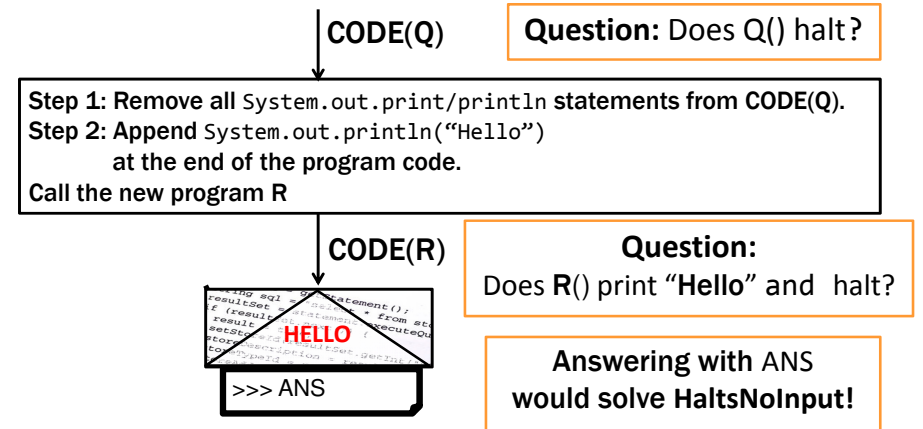 CODE(Q)
Question: Does Q() halt?
Step 1: Remove all System.out.print/println statements from CODE(Q).
Step 2: Append System.out.println(“Hello”)
at the end of the program code.
Call the new program R
CODE(R)
Question:
Does R() print “Hello” and halt?
HELLO
>>> ANS
Answering with ANS
would solve HaltsNoInput!